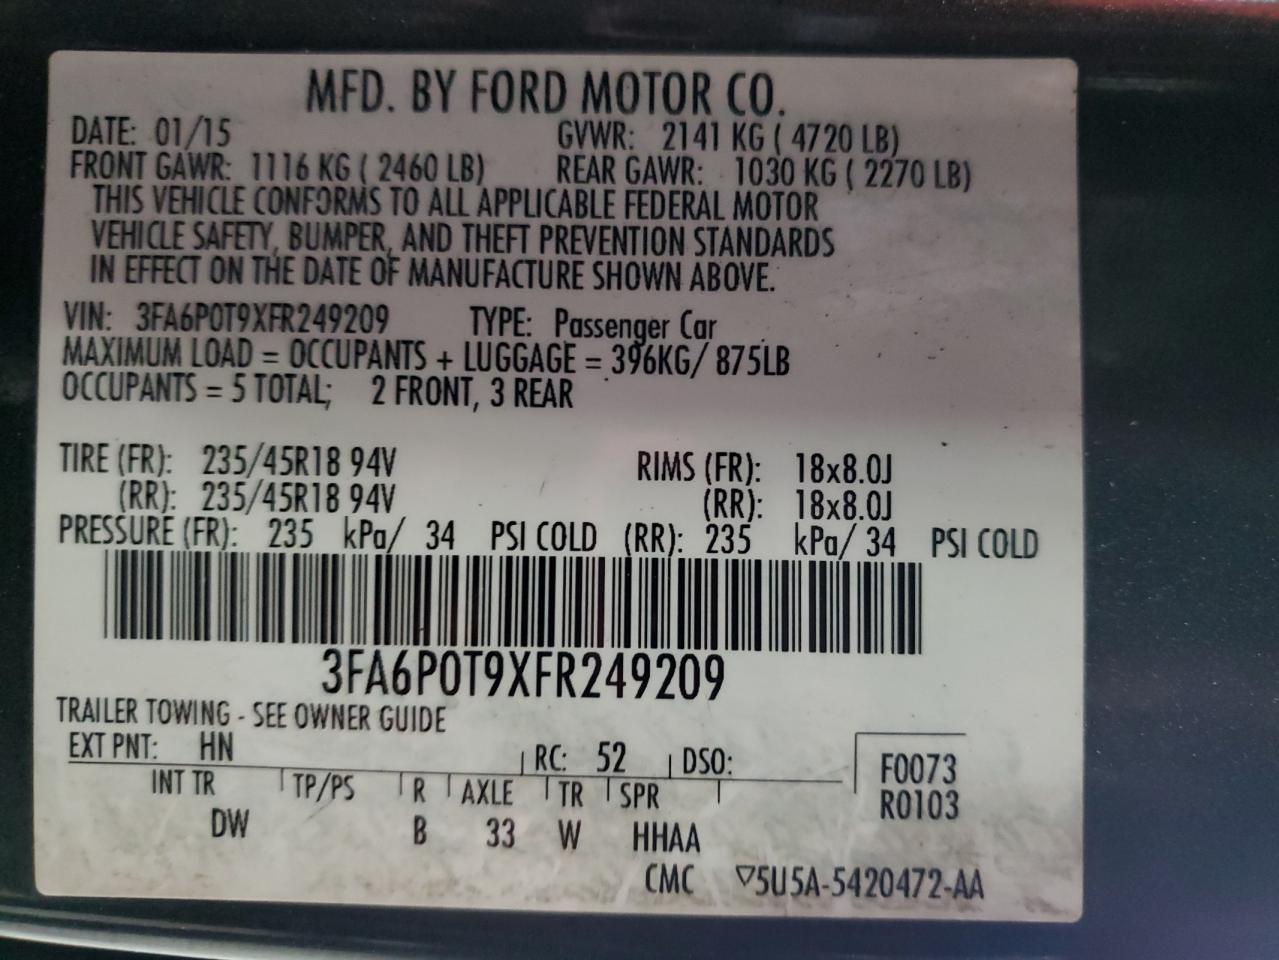 MFD. BY FORD MOTOR CO.
DATE: 01/15 GVWR: 2141 KG ( 4720 LB)
FRONT GAWR: 1116 KG ( 2460 LB) REAR GAWR: 1030 KG ( 2270 LB)
THIS VEHICLE CONFORMS TO ALL APPLICABLE FEDERAL MOTOR
VEHICLE SAFETY, BUMPER, AND THEFT PREVENTION STANDARDS
IN EFFECT ON THE DATE OF MANUFACTURE SHOWN ABOVE.
VIN: 3FA6P0T9XFR249209 TYPE: Passenger Car
MAXIMUM LOAD = OCCUPANTS + LUGGAGE = 396KG/ 875LB
OCCUPANTS = 5 TOTAL; 2 FRONT, 3 REAR
TIRE (FR): 235/45R18 94V RIMS (FR): 18x8.0J
(RR): 235/45R18 94V (RR): 18x8.0J
PRESSURE (FR): 235 kPa/ 34 PSI COLD (RR): 235 kPa/ 34 PSI COLD
3FA6P0T9XFR249209
TRAILER TOWING - SEE OWNER GUIDE
EXT PNT: HN RC: 52 DSO: F0073
INT TR TP/PS R AXLE TR SPR R0103
DW B 33 W HHAA
CMC ▽5U5A-5420472-AA